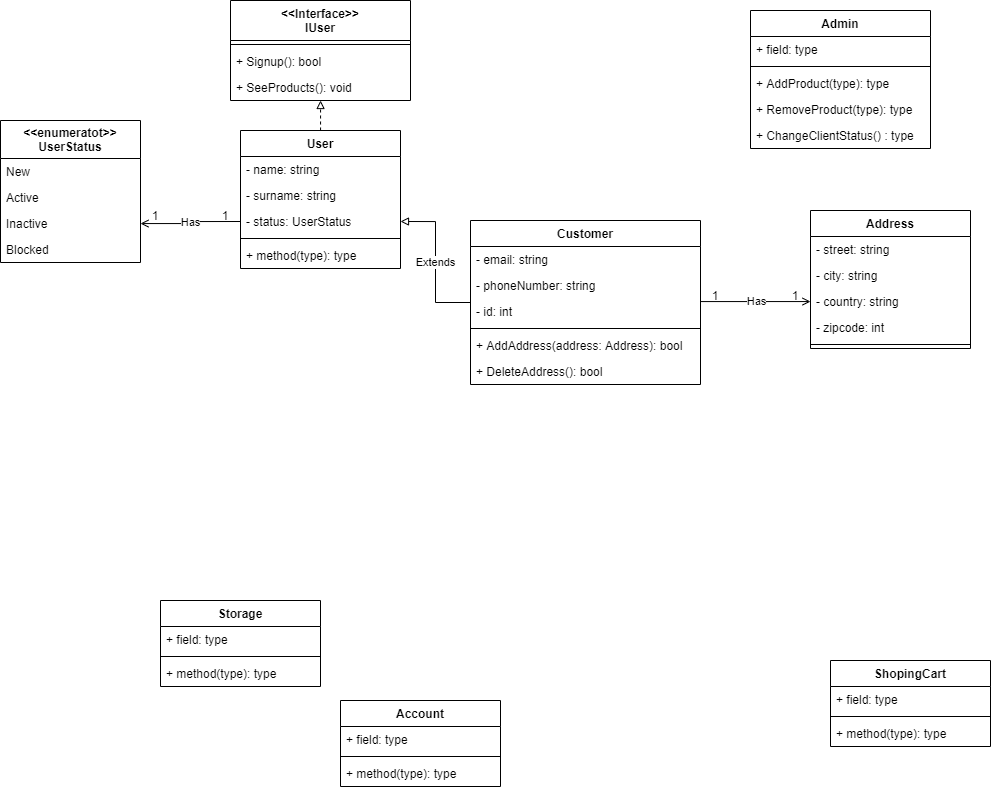 <<Interface>>
IUser
+ Signup(): bool
+ SeeProducts(): void
Admin
+ field: type
+ AddProduct(type): type
+ RemoveProduct(type): type
+ ChangeClientStatus() : type
<<enumeratot>>
UserStatus
New
Active
Inactive
Blocked
1
Has
1
User
- name: string
- surname: string
- status: UserStatus
+ method(type): type
Extends
Customer
- email: string
- phoneNumber: string
- id: int
+ AddAddress(address: Address): bool
+ DeleteAddress(): bool
1
Has
1
Address
- street: string
- city: string
- country: string
- zipcode: int
Storage
+ field: type
+ method(type): type
Account
+ field: type
+ method(type): type
ShopingCart
+ field: type
+ method(type): type